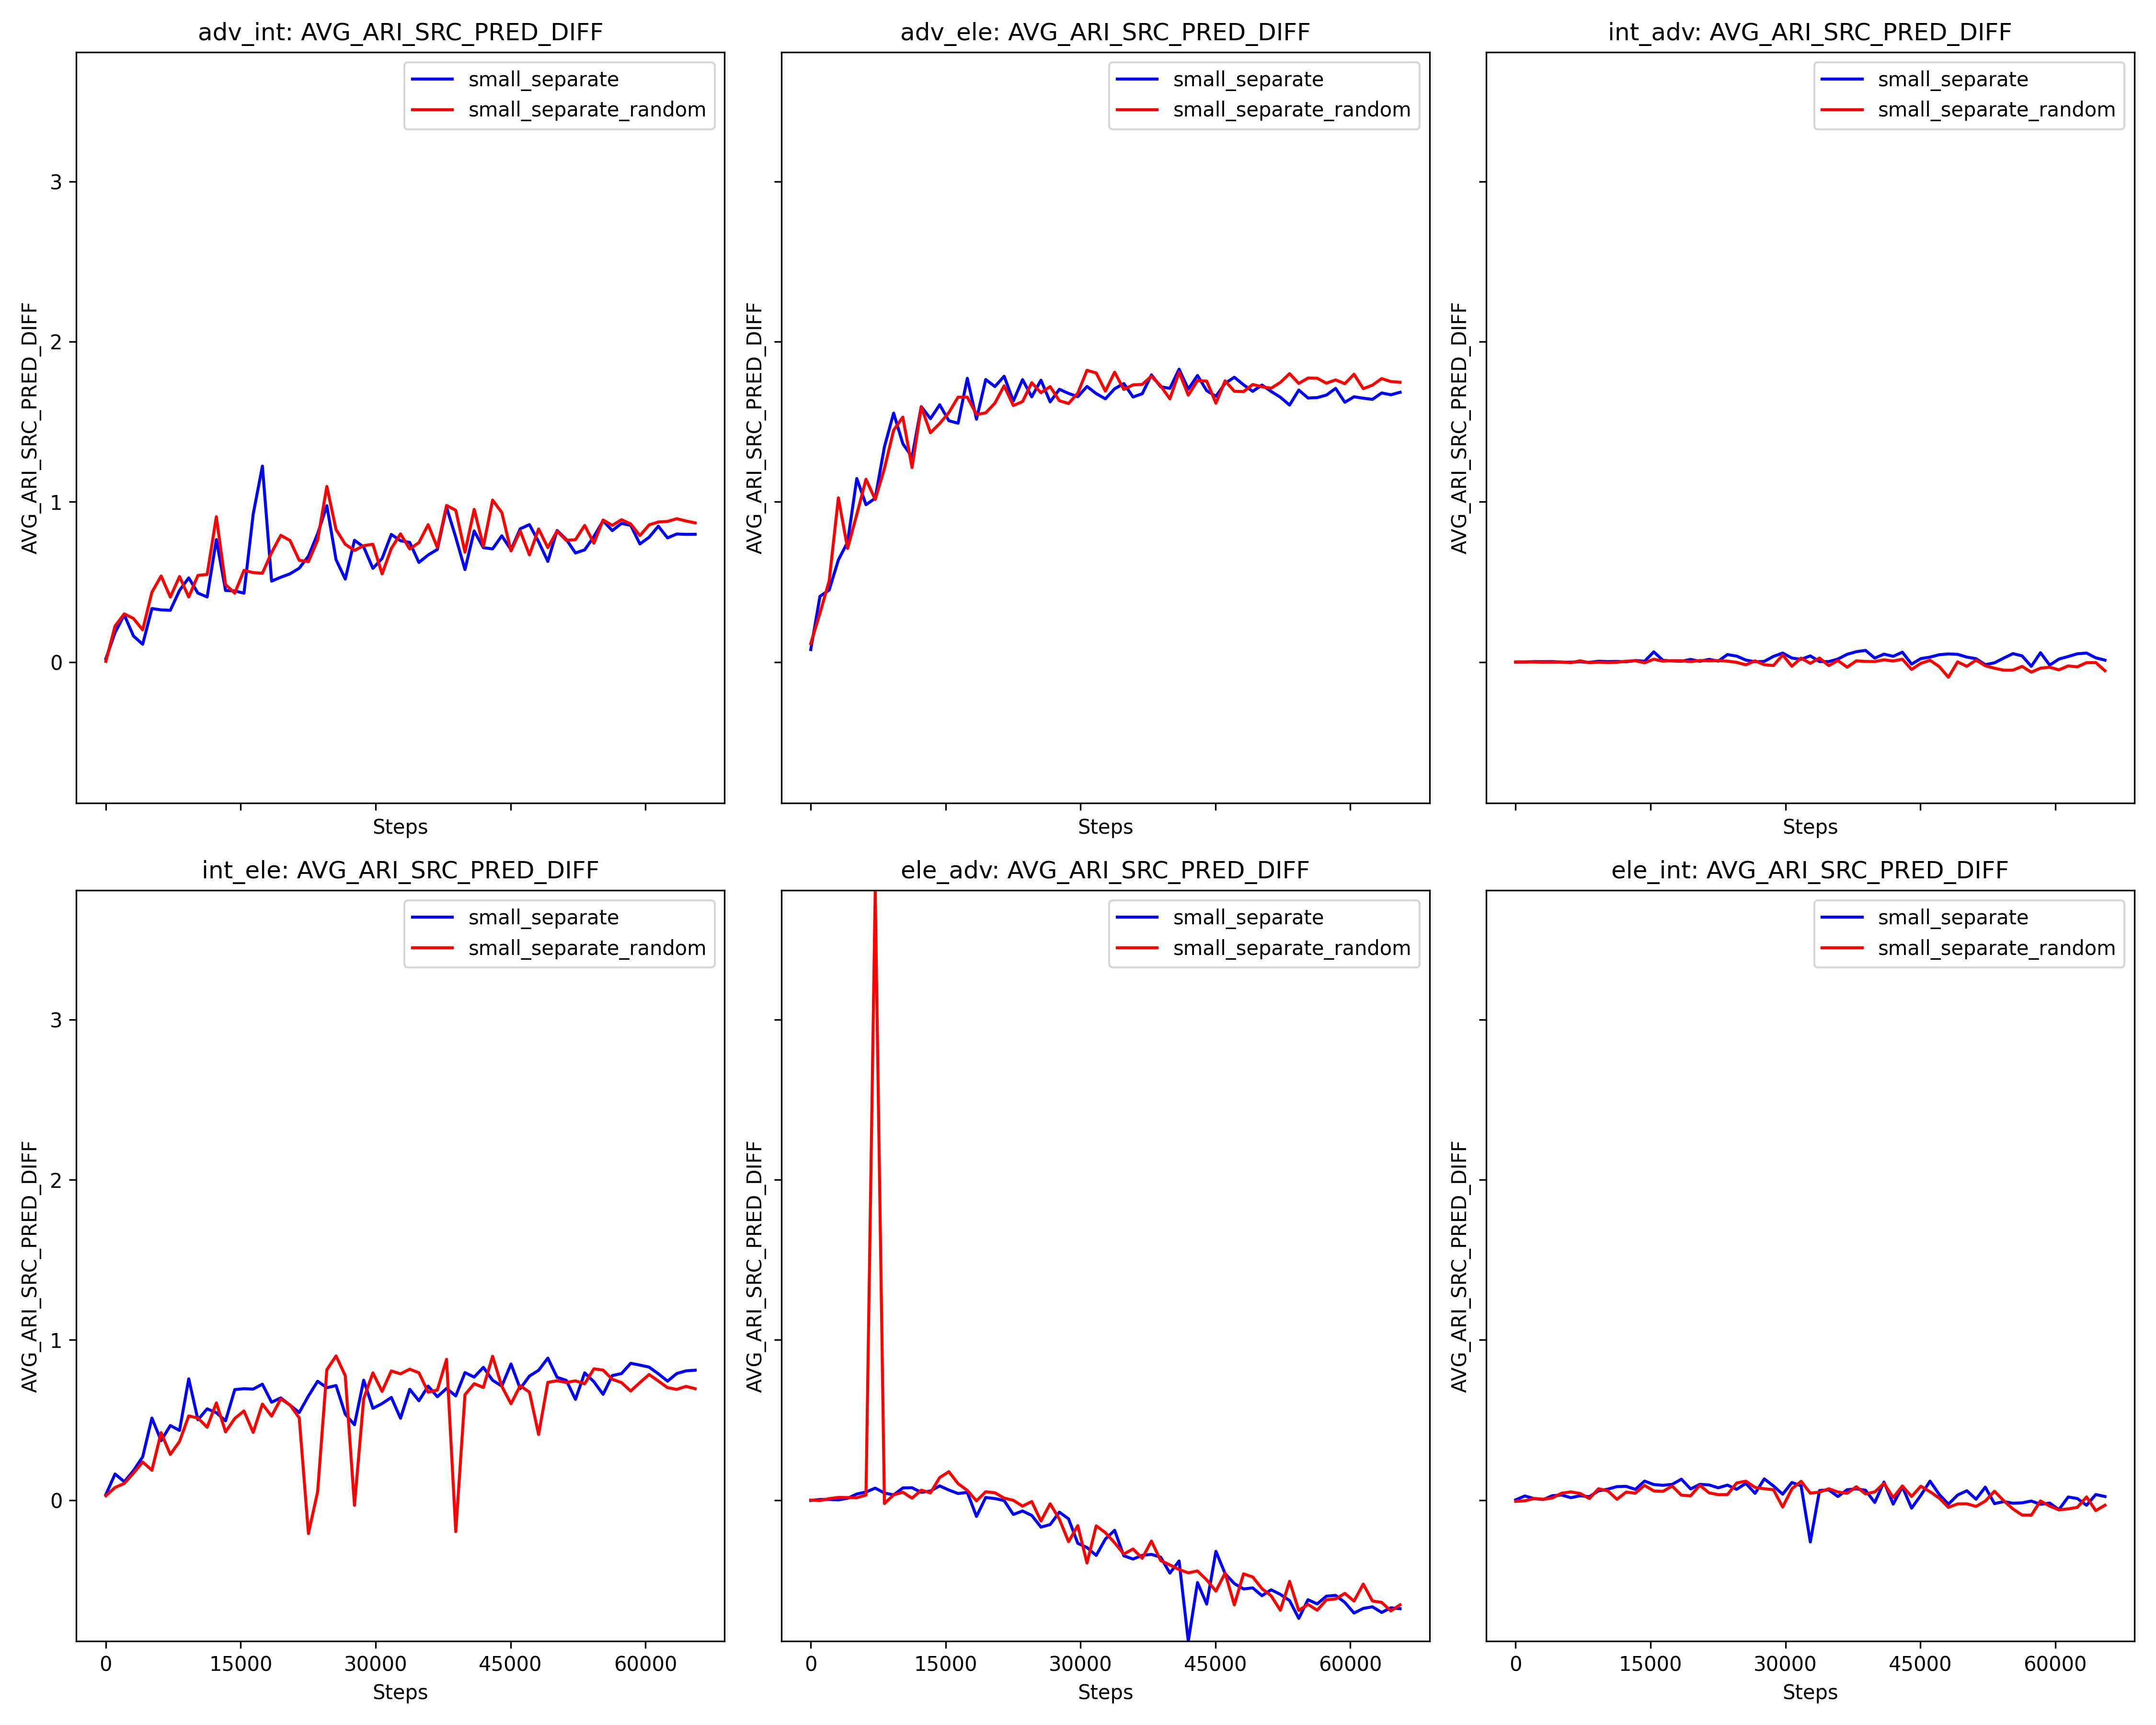 adv_int: AVG_ARI_SRC_PRED_DIFF
small_separate
small_separate_random
3
2
1
0
AVG_ARI_SRC_PRED_DIFF
Steps
adv_ele: AVG_ARI_SRC_PRED_DIFF
small_separate
small_separate_random
AVG_ARI_SRC_PRED_DIFF
Steps
int_adv: AVG_ARI_SRC_PRED_DIFF
small_separate
small_separate_random
AVG_ARI_SRC_PRED_DIFF
Steps
int_ele: AVG_ARI_SRC_PRED_DIFF
small_separate
small_separate_random
3
2
1
0
AVG_ARI_SRC_PRED_DIFF
0 15000 30000 45000 60000
Steps
ele_adv: AVG_ARI_SRC_PRED_DIFF
small_separate
small_separate_random
AVG_ARI_SRC_PRED_DIFF
0 15000 30000 45000 60000
Steps
ele_int: AVG_ARI_SRC_PRED_DIFF
small_separate
small_separate_random
AVG_ARI_SRC_PRED_DIFF
0 15000 30000 45000 60000
Steps